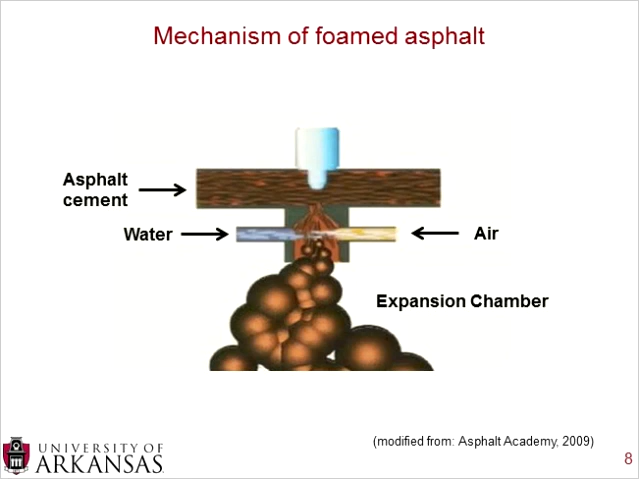 Mechanism of foamed asphalt
Asphalt
cement
Water
Air
Expansion Chamber
(modified from: Asphalt Academy, 2009)
UNIVERSITY OF
ARKANSAS
8